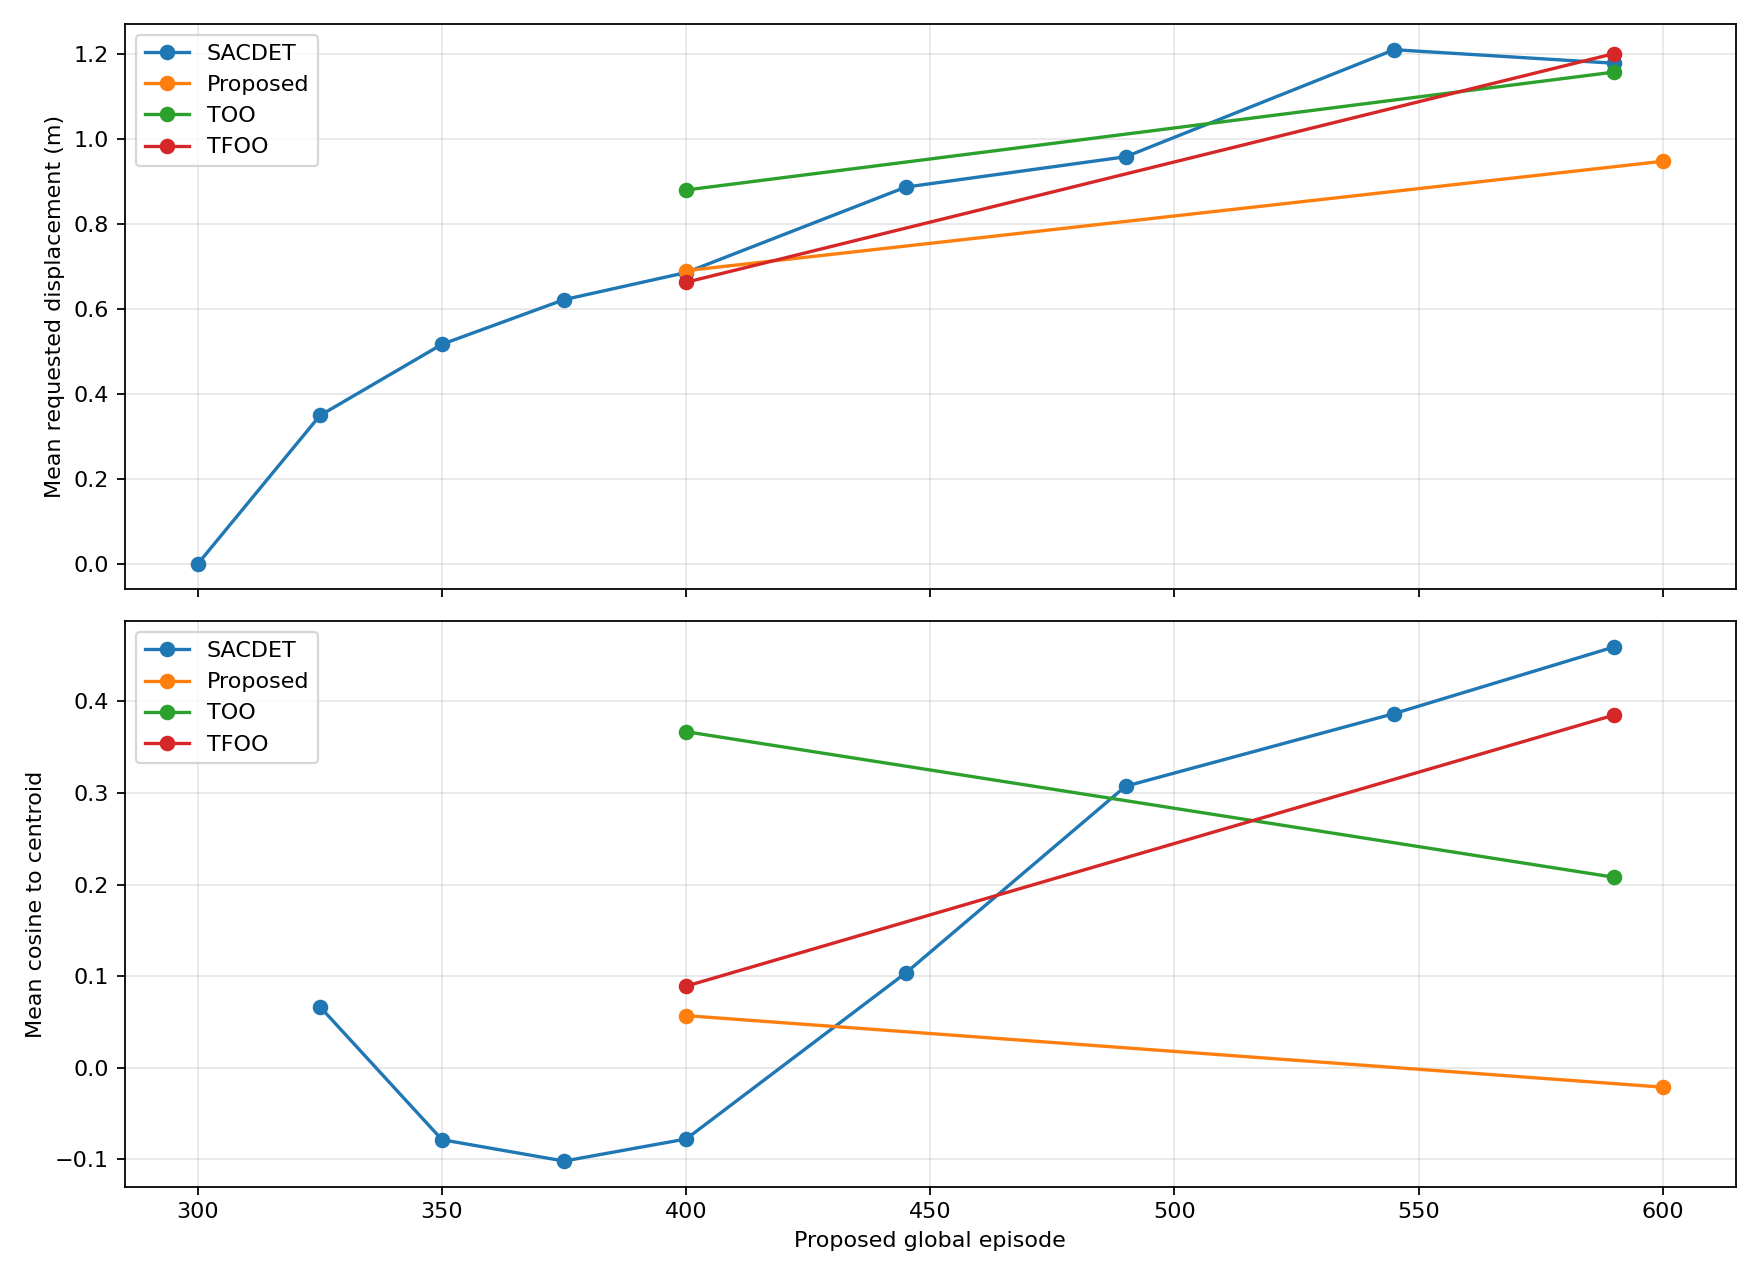 Mean requested displacement (m)
1.2
1.0
0.8
0.6
0.4
0.2
0.0
SACDET
Proposed
TOO
TFOO
Mean cosine to centroid
0.4
0.3
0.2
0.1
0.0
−0.1
SACDET
Proposed
TOO
TFOO
300 350 400 450 500 550 600
Proposed global episode